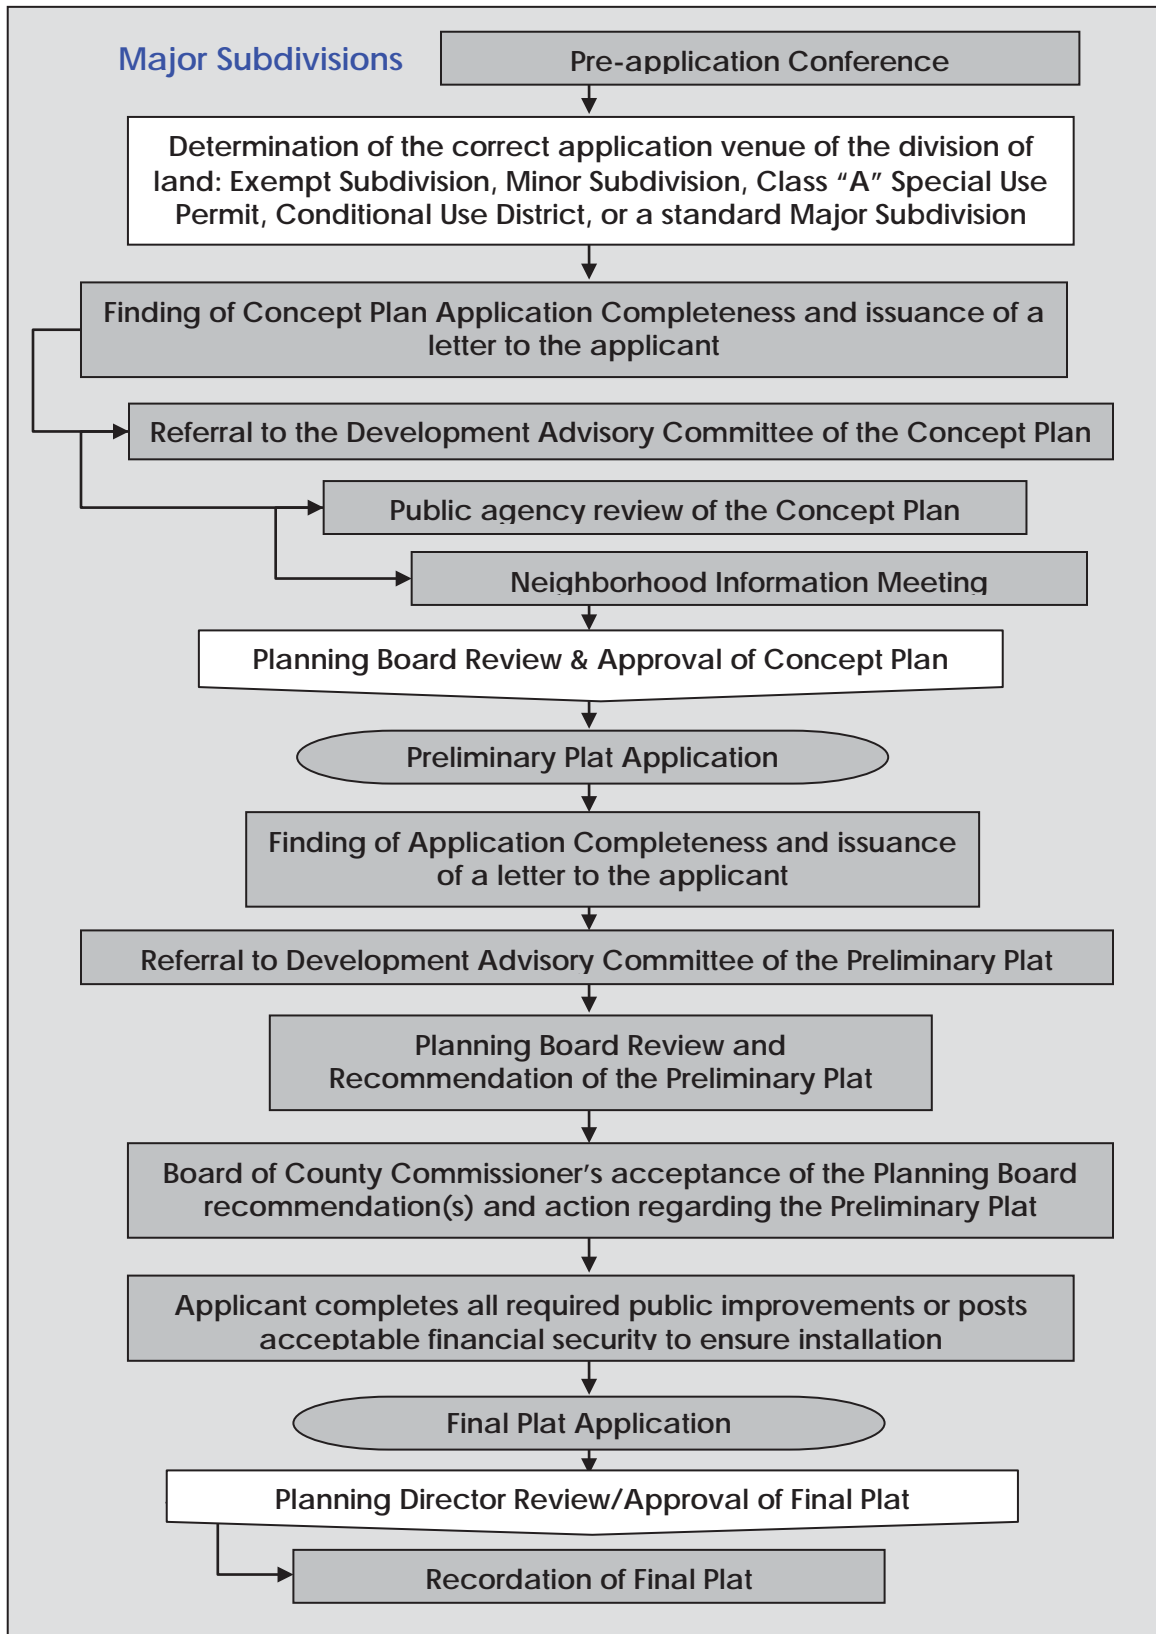 Major Subdivisions
Pre-application Conference
Determination of the correct application venue of the division of
land: Exempt Subdivision, Minor Subdivision, Class “A” Special Use
Permit, Conditional Use District, or a standard Major Subdivision
Finding of Concept Plan Application Completeness and issuance of a
letter to the applicant
Referral to the Development Advisory Committee of the Concept Plan
Public agency review of the Concept Plan
Neighborhood Information Meeting
Planning Board Review & Approval of Concept Plan
Preliminary Plat Application
Finding of Application Completeness and issuance
of a letter to the applicant
Referral to Development Advisory Committee of the Preliminary Plat
Planning Board Review and
Recommendation of the Preliminary Plat
Board of County Commissioner’s acceptance of the Planning Board
recommendation(s) and action regarding the Preliminary Plat
Applicant completes all required public improvements or posts
acceptable financial security to ensure installation
Final Plat Application
Planning Director Review/Approval of Final Plat
Recordation of Final Plat